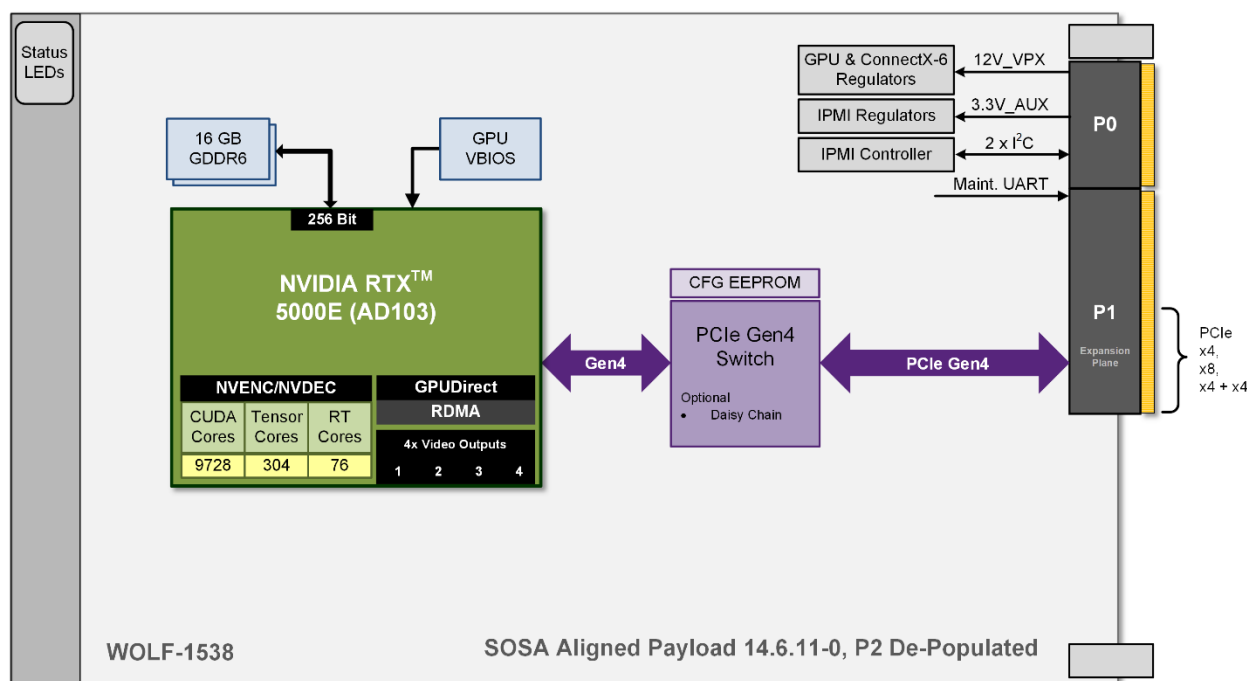 Status
LEDs
16 GB
GDDR6
GPU
VBIOS
GPU & ConnectX-6
Regulators
12V_VPX
IPMI Regulators
3.3V_AUX
IPMI Controller
2 x I²C
Maint. UART
P0
256 Bit
NVIDIA RTX™
5000E (AD103)
NVENC/NVDEC
CUDA
Cores
Tensor
Cores
RT
Cores
9728
304
76
GPUDirect
RDMA
4x Video Outputs
1 2 3 4
Gen4
CFG EEPROM
PCIe Gen4
Switch
Optional
• Daisy Chain
PCIe Gen4
P1
Expansion
Plane
PCIe
x4,
x8,
x4 + x4
WOLF-1538
SOSA Aligned Payload 14.6.11-0, P2 De-Populated